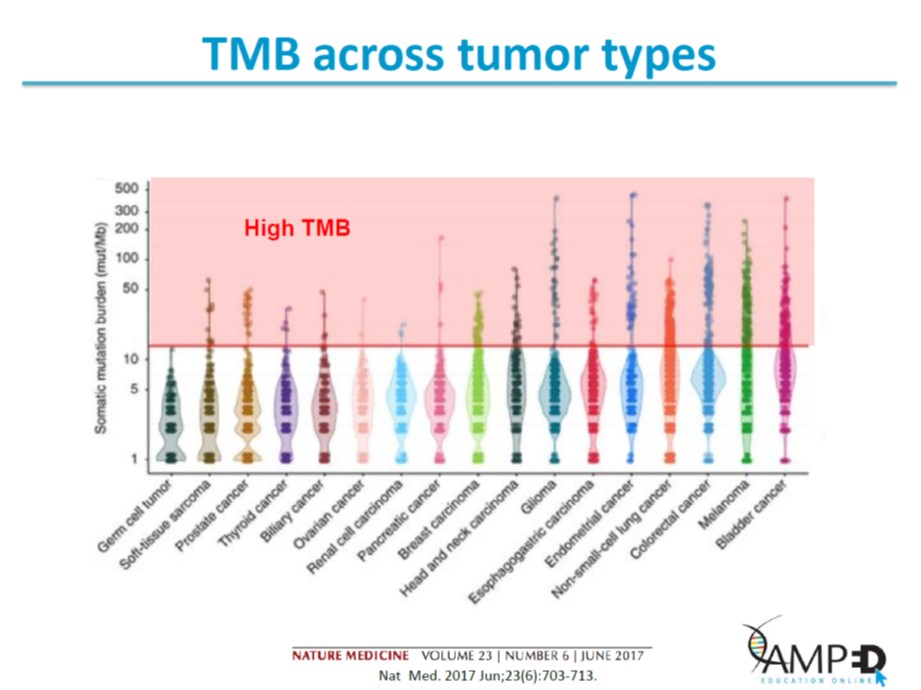 TMB across tumor types
High TMB
Somatic mutation burden (mut/Mb)
500
300
200
100
50
10
5
1
Germ cell tumor
Soft-tissue sarcoma
Prostate cancer
Thyroid cancer
Biliary cancer
Ovarian cancer
Renal cell carcinoma
Pancreatic cancer
Breast carcinoma
Head and neck carcinoma
Glioma
Esophagogastric carcinoma
Endometrial cancer
Non-small-cell lung cancer
Colorectal cancer
Melanoma
Bladder cancer
NATURE MEDICINE VOLUME 23 | NUMBER 6 | JUNE 2017
Nat Med. 2017 Jun;23(6):703-713.
AMPED
EDUCATION ONLINE